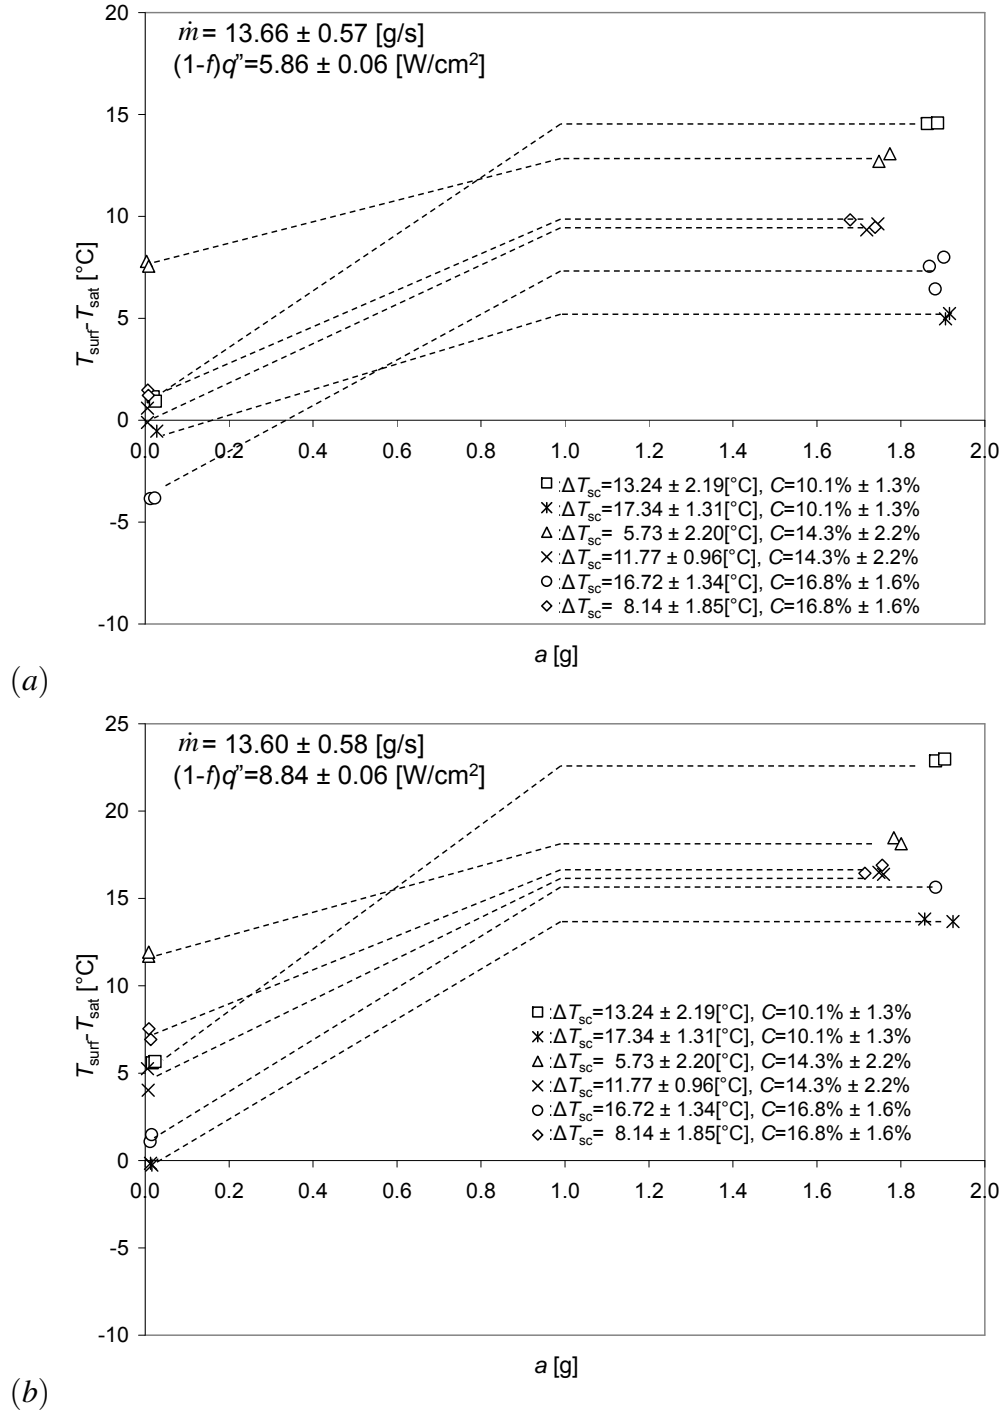 20
ṁ = 13.66 ± 0.57 [g/s]
(1-f)q”=5.86 ± 0.06 [W/cm²]
15
10
5
0
-5
-10
T_surf-T_sat [°C]
0.0 0.2 0.4 0.6 0.8 1.0 1.2 1.4 1.6 1.8 2.0
:ΔT_sc=13.24 ± 2.19[°C], C=10.1% ± 1.3%
:ΔT_sc=17.34 ± 1.31[°C], C=10.1% ± 1.3%
:ΔT_sc= 5.73 ± 2.20[°C], C=14.3% ± 2.2%
:ΔT_sc=11.77 ± 0.96[°C], C=14.3% ± 2.2%
:ΔT_sc=16.72 ± 1.34[°C], C=16.8% ± 1.6%
:ΔT_sc= 8.14 ± 1.85[°C], C=16.8% ± 1.6%
a [g]
(a)
25
ṁ = 13.60 ± 0.58 [g/s]
(1-f)q”=8.84 ± 0.06 [W/cm²]
20
15
10
5
0
-5
-10
T_surf-T_sat [°C]
:ΔT_sc=13.24 ± 2.19[°C], C=10.1% ± 1.3%
:ΔT_sc=17.34 ± 1.31[°C], C=10.1% ± 1.3%
:ΔT_sc= 5.73 ± 2.20[°C], C=14.3% ± 2.2%
:ΔT_sc=11.77 ± 0.96[°C], C=14.3% ± 2.2%
:ΔT_sc=16.72 ± 1.34[°C], C=16.8% ± 1.6%
:ΔT_sc= 8.14 ± 1.85[°C], C=16.8% ± 1.6%
0.0 0.2 0.4 0.6 0.8 1.0 1.2 1.4 1.6 1.8 2.0
a [g]
(b)